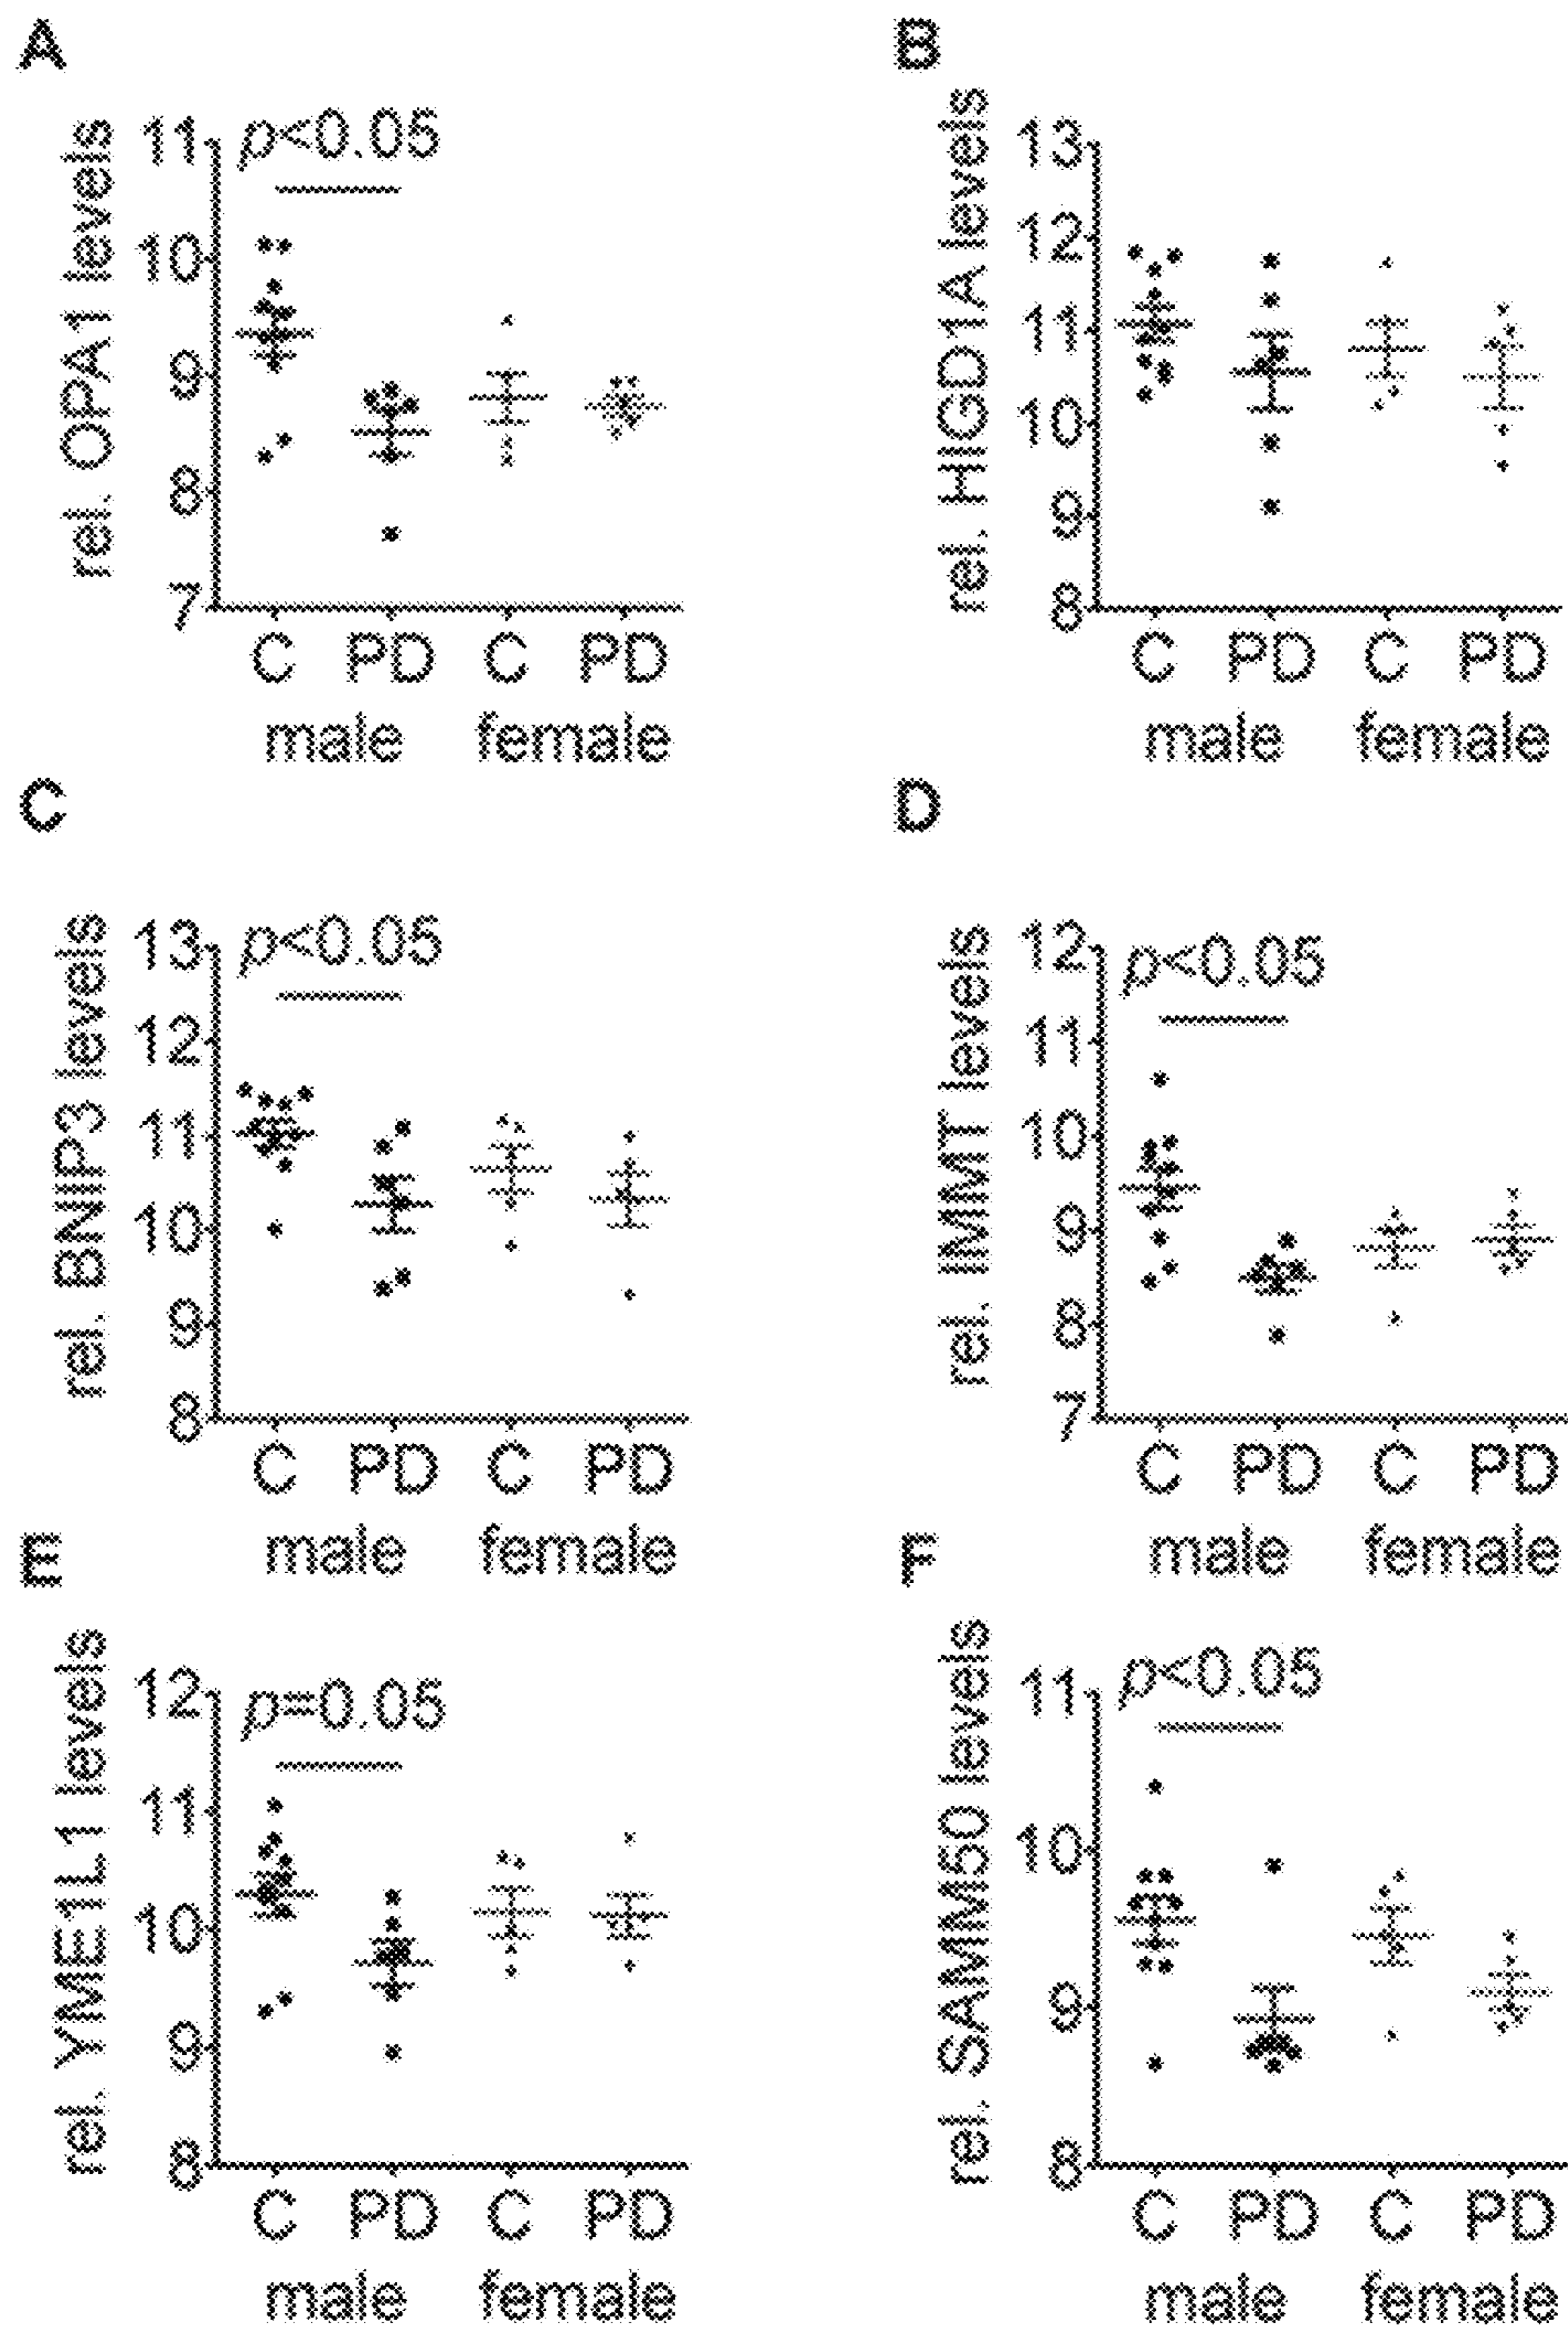 A
rel. OPA1 levels
11
10
9
8
7
p<0.05
C PD C PD
male female
B
rel. HIGD1A levels
13
12
11
10
9
8
C PD C PD
male female
C
rel. BNIP3 levels
13
12
11
10
9
8
p<0.05
C PD C PD
male female
D
rel. IMMT levels
12
11
10
9
8
7
p<0.05
C PD C PD
male female
E
rel. YME1L1 levels
12
11
10
9
8
p=0.05
C PD C PD
male female
F
rel. SAMM50 levels
11
10
9
8
p<0.05
C PD C PD
male female